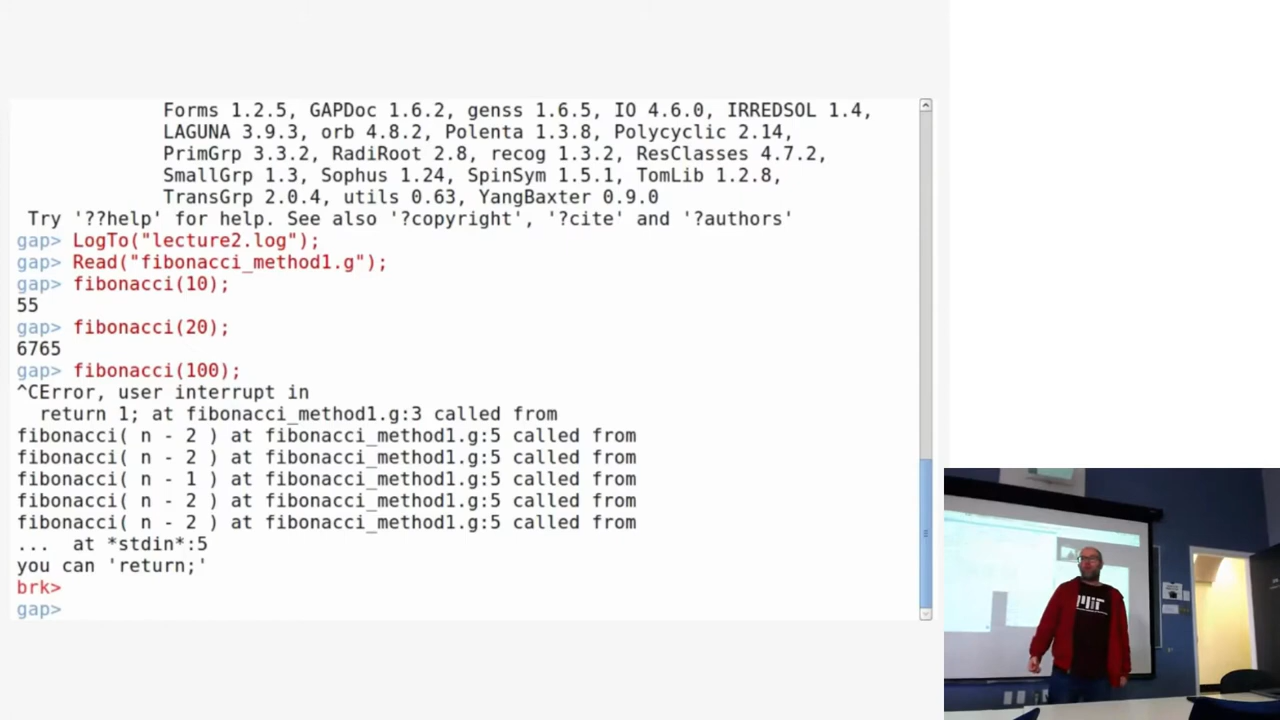 Forms 1.2.5, GAPDoc 1.6.2, genss 1.6.5, IO 4.6.0, IRREDSOL 1.4,
LAGUNA 3.9.3, orb 4.8.2, Polenta 1.3.8, Polycyclic 2.14,
PrimGrp 3.3.2, RadiRoot 2.8, recog 1.3.2, ResClasses 4.7.2,
SmallGrp 1.3, Sophus 1.24, SpinSym 1.5.1, TomLib 1.2.8,
TransGrp 2.0.4, utils 0.63, YangBaxter 0.9.0
Try '??help' for help. See also '?copyright', '?cite' and '?authors'
gap> LogTo("lecture2.log");
gap> Read("fibonacci_method1.g");
gap> fibonacci(10);
55
gap> fibonacci(20);
6765
gap> fibonacci(100);
^CError, user interrupt in
return 1; at fibonacci_method1.g:3 called from
fibonacci( n - 2 ) at fibonacci_method1.g:5 called from
fibonacci( n - 2 ) at fibonacci_method1.g:5 called from
fibonacci( n - 1 ) at fibonacci_method1.g:5 called from
fibonacci( n - 2 ) at fibonacci_method1.g:5 called from
fibonacci( n - 2 ) at fibonacci_method1.g:5 called from
... at *stdin*:5
you can 'return;'
brk>
gap>
MIT